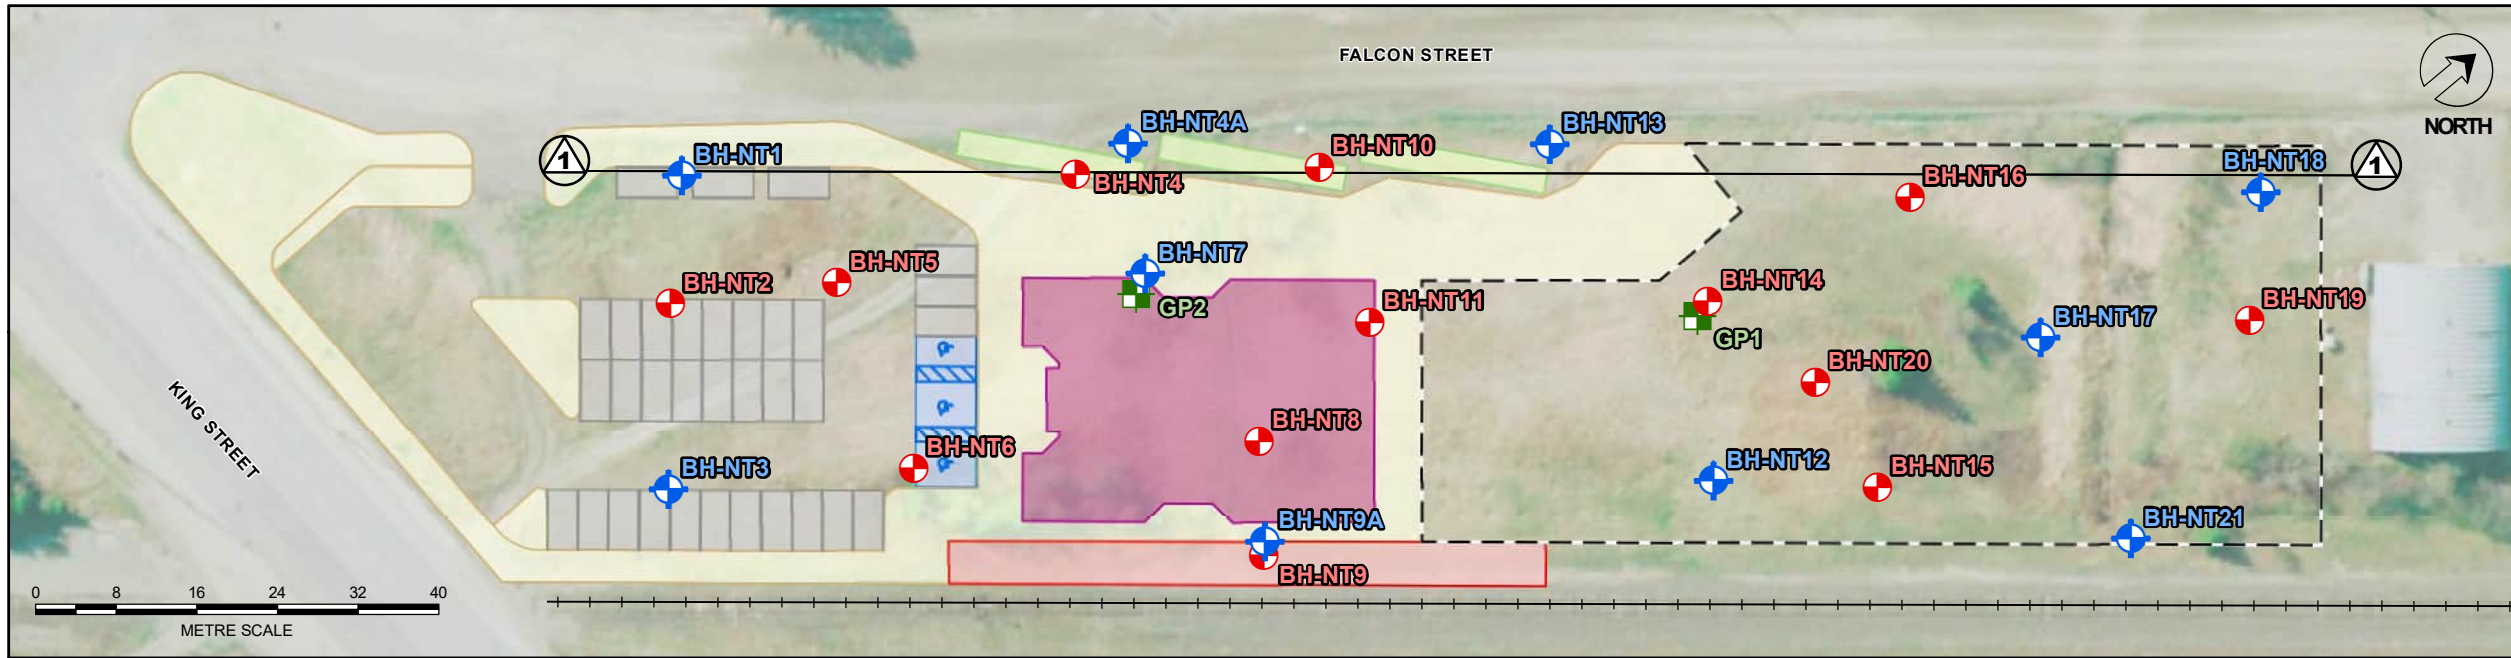 FALCON STREET
NORTH
BH-NT4A
BH-NT13
BH-NT10
BH-NT1
1
BH-NT4
BH-NT16
BH-NT18
1
BH-NT7
BH-NT5
BH-NT2
GP2
BH-NT11
BH-NT14
GP1
BH-NT17
BH-NT19
BH-NT20
KING STREET
BH-NT8
BH-NT6
BH-NT3
BH-NT12
BH-NT15
BH-NT9A
BH-NT21
BH-NT9
0 8 16 24 32 40
METRE SCALE